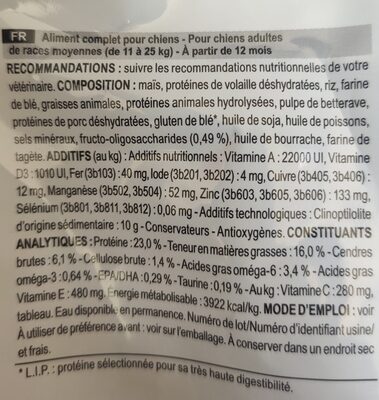 FR Aliment complet pour chiens - Pour chiens adultes
de races moyennes (de 11 à 25 kg) - À partir de 12 mois
RECOMMANDATIONS : suivre les recommandations nutritionnelles de votre
vétérinaire. COMPOSITION : maïs, protéines de volaille déshydratées, riz, farine
de blé, graisses animales, protéines animales hydrolysées, pulpe de betterave,
protéines de porc déshydratées, gluten de blé*, huile de soja, huile de poissons,
sels minéraux, fructo-oligosaccharides (0,49 %), huile de bourrache, farine de
tagète. ADDITIFS (au kg) : Additifs nutritionnels : Vitamine A : 22000 UI, Vitamine
D3 : 1010 UI, Fer (3b103) : 40 mg, Iode (3b201, 3b202) : 4 mg, Cuivre (3b405, 3b406) :
12 mg, Manganèse (3b502, 3b504) : 52 mg, Zinc (3b603, 3b605, 3b606) : 133 mg,
Sélénium (3b801, 3b811, 3b812) : 0,06 mg - Additifs technologiques : Clinoptilolite
d'origine sédimentaire : 10 g - Conservateurs - Antioxygènes. CONSTITUANTS
ANALYTIQUES : Protéine : 23,0 % - Teneur en matières grasses : 16,0 % - Cendres
brutes : 6,1 % - Cellulose brute : 1,4 % - Acides gras oméga-6 : 3,4 % - Acides gras
oméga-3 : 0,64 % - EPA/DHA : 0,29 % - Taurine : 0,19 % - Au kg : Vitamine C : 280 mg,
Vitamine E : 480 mg, Énergie métabolisable : 3922 kcal/kg. MODE D'EMPLOI : voir
tableau. Eau disponible en permanence. Numéro de lot/Numéro d'identifiant usine/
À utiliser de préférence avant : voir sur l'emballage. À conserver dans un endroit sec
et frais.
* L.I.P. : protéine sélectionnée pour sa très haute digestibilité.